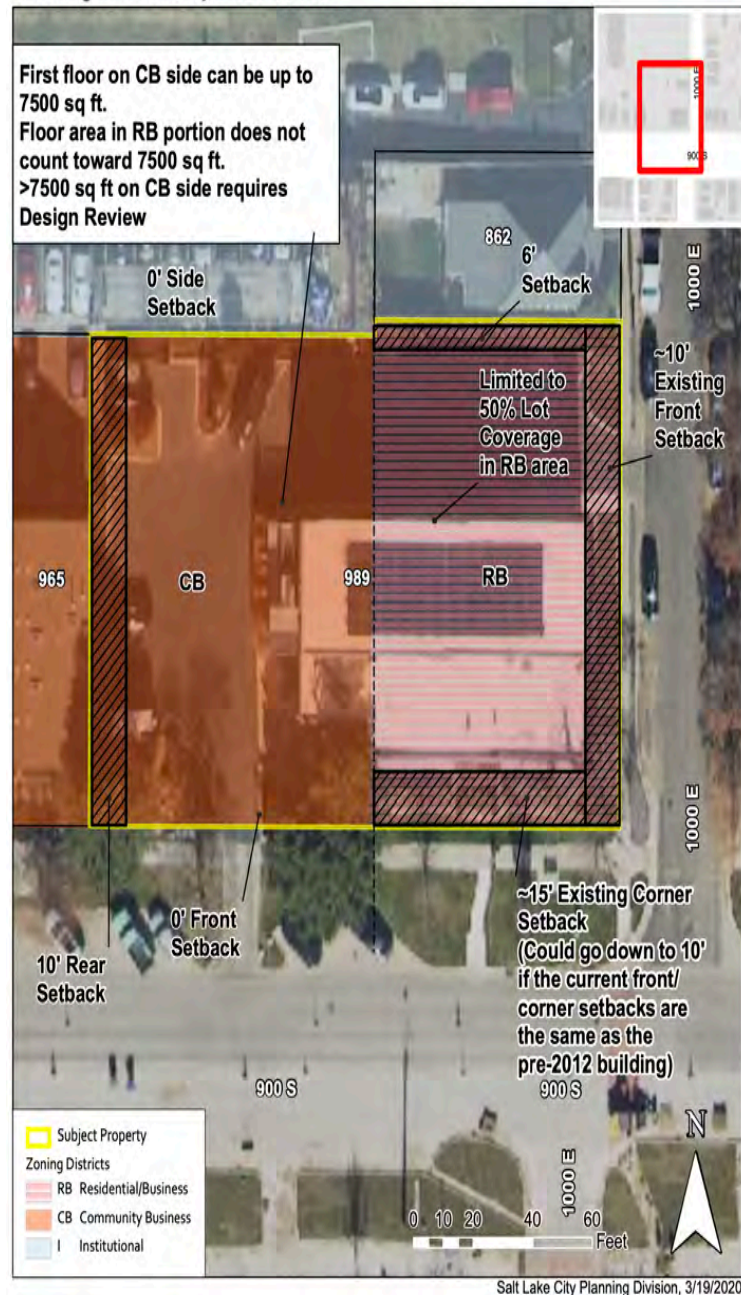 First floor on CB side can be up to
7500 sq ft.
Floor area in RB portion does not
count toward 7500 sq ft.
>7500 sq ft on CB side requires
Design Review
1000 E
900 S
862
0' Side
Setback
6'
Setback
1000 E
~10'
Existing
Front
Setback
Limited to
50% Lot
Coverage
in RB area
965
CB
989
RB
1000 E
10' Rear
Setback
0' Front
Setback
~15' Existing Corner
Setback
(Could go down to 10'
if the current front/
corner setbacks are
the same as the
pre-2012 building)
900 S
900 S
1000 E
N
Subject Property
Zoning Districts
RB Residential/Business
CB Community Business
I Institutional
0 10 20 40 60
Feet
Salt Lake City Planning Division, 3/19/2020